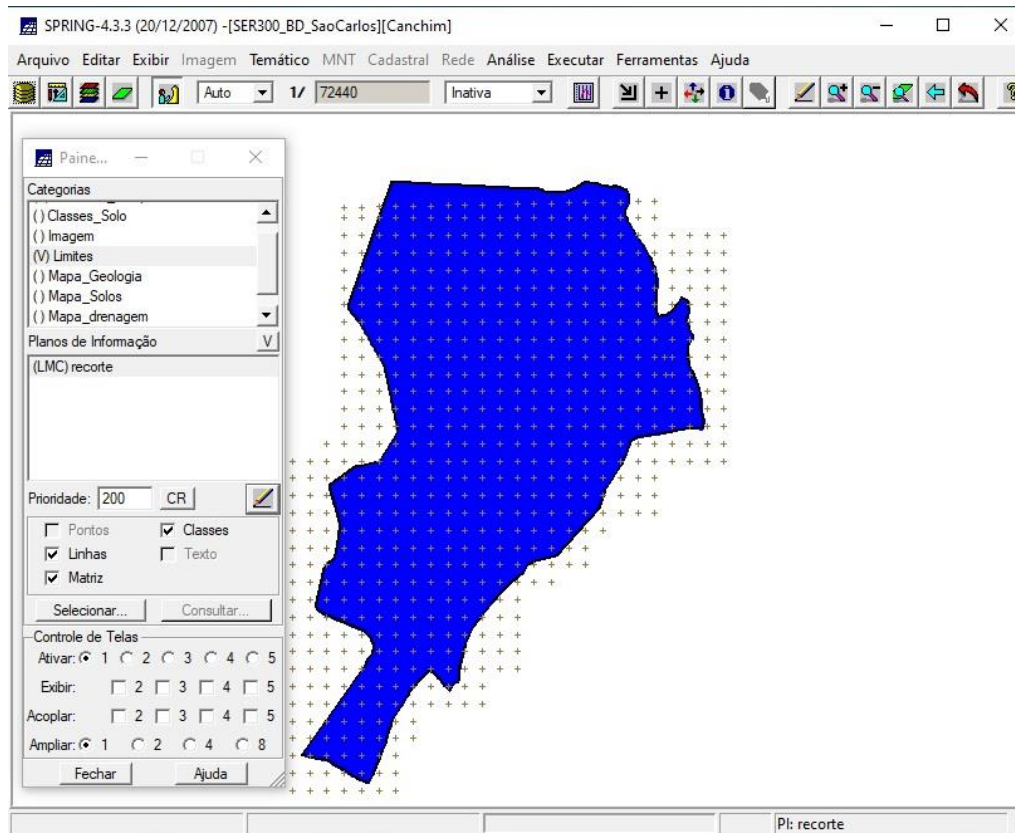 SPRING-4.3.3 (20/12/2007) -[SER300_BD_SaoCarlos][Canchim]
Arquivo Editar Exibir Imagem Temático MNT Cadastral Rede Análise Executar Ferramentas Ajuda
Auto 1/ 72440 Inativa
Paine...
Categorias
( ) Classes_Solo
( ) Imagem
(V) Limites
( ) Mapa_Geologia
( ) Mapa_Solos
( ) Mapa_drenagem
Planos de Informação V
(LMC) recorte
Prioridade: 200 CR
Pontos Classes
Linhas Texto
Matriz
Selecionar... Consultar...
Controle de Telas
Ativar: 1 2 3 4 5
Exibir: 2 3 4 5
Acoplar: 2 3 4 5
Ampliar: 1 2 4 8
Fechar Ajuda
PI: recorte